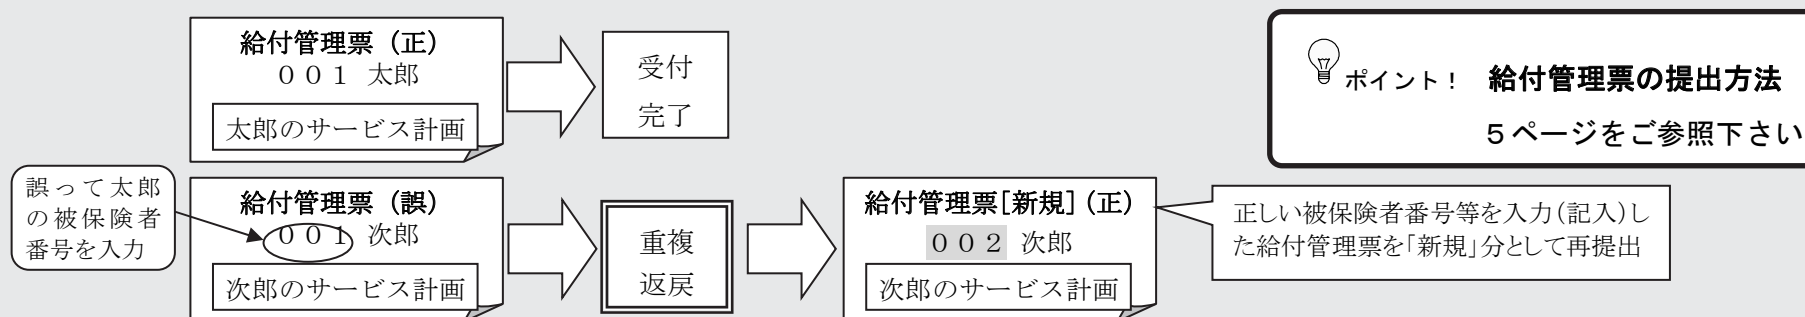 給付管理票（正）
００１ 太郎
太郎のサービス計画
受付
完了
ポイント！ 給付管理票の提出方法
５ページをご参照下さい
誤って太郎
の被保険者
番号を入力
給付管理票（誤）
００１ 次郎
次郎のサービス計画
重複
返戻
給付管理票［新規］（正）
００２ 次郎
次郎のサービス計画
正しい被保険者番号等を入力（記入）し
た給付管理票を「新規」分として再提出